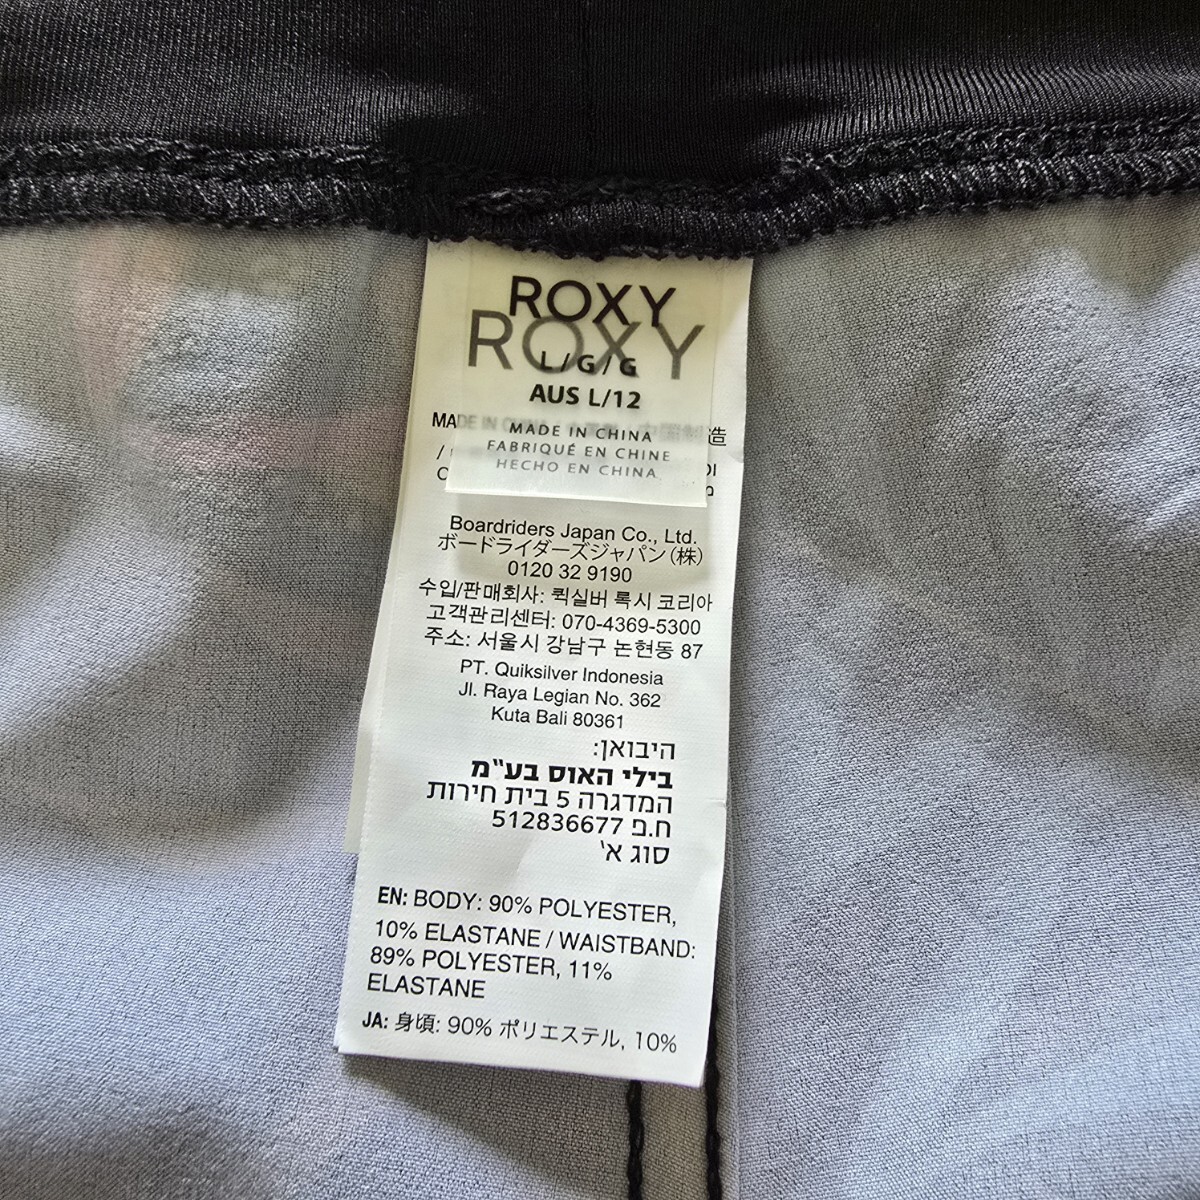 ROXY
ROXY
L/G/G
AUS L/12
MADE IN CHINA
FABRIQUÉ EN CHINE
HECHO EN CHINA
Boardriders Japan Co., Ltd.
ボードライダーズジャパン(株)
0120 32 9190
수입/판매회사: 퀵실버 록시 코리아
고객관리센터: 070-4369-5300
주소: 서울시 강남구 논현동 87
PT. Quiksilver Indonesia
Jl. Raya Legian No. 362
Kuta Bali 80361
היבואן:
בילי האוס בע"מ
המדגרה 5 בית חירות
ח.פ 512836677
סוג א'
EN: BODY: 90% POLYESTER,
10% ELASTANE / WAISTBAND:
89% POLYESTER, 11%
ELASTANE
JA: 身頃: 90% ポリエステル, 10%